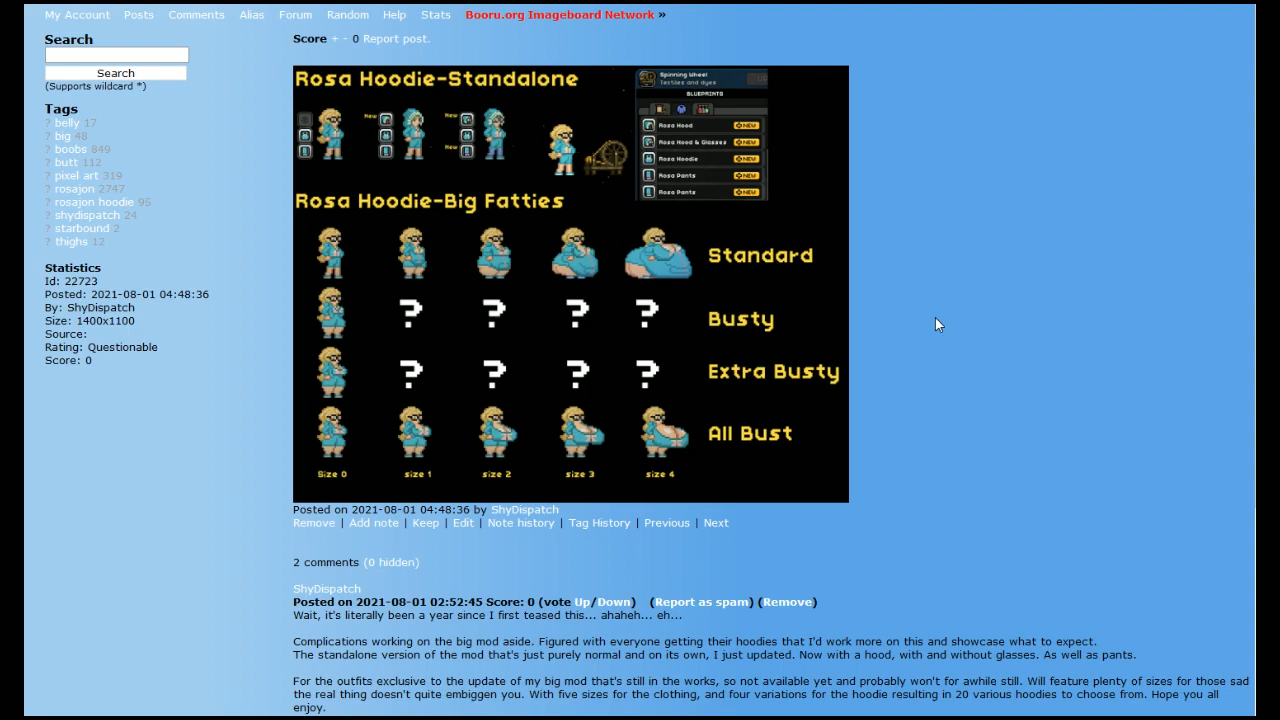 My Account Posts Comments Alias Forum Random Help Stats Booru.org Imageboard Network »
Search
Search
(Supports wildcard *)
Tags
? belly 17
? big 48
? boobs 849
? butt 112
? pixel art 319
? rosajon 2747
? rosajon hoodie 95
? shydispatch 24
? starbound 2
? thighs 12
Statistics
Id: 22723
Posted: 2021-08-01 04:48:36
By: ShyDispatch
Size: 1400x1100
Source:
Rating: Questionable
Score: 0
Score + - 0 Report post.
Rosa Hoodie-Standalone
New
New
New
Spinning Wheel
Textiles and dyes
UP
BLUEPRINTS
Rosa Hood NEW
Rosa Hood & Glasses NEW
Rosa Hoodie NEW
Rosa Pants NEW
Rosa Pants NEW
Rosa Hoodie-Big Fatties
Standard
? ? ? ? Busty
? ? ? ? Extra Busty
All Bust
Size 0 size 1 size 2 size 3 size 4
Posted on 2021-08-01 04:48:36 by ShyDispatch
Remove | Add note | Keep | Edit | Note history | Tag History | Previous | Next
2 comments (0 hidden)
ShyDispatch
Posted on 2021-08-01 02:52:45 Score: 0 (vote Up/Down) (Report as spam) (Remove)
Wait, it's literally been a year since I first teased this... ahaheh... eh...
Complications working on the big mod aside. Figured with everyone getting their hoodies that I'd work more on this and showcase what to expect.
The standalone version of the mod that's just purely normal and on its own, I just updated. Now with a hood, with and without glasses. As well as pants.
For the outfits exclusive to the update of my big mod that's still in the works, so not available yet and probably won't for awhile still. Will feature plenty of sizes for those sad
the real thing doesn't quite embiggen you. With five sizes for the clothing, and four variations for the hoodie resulting in 20 various hoodies to choose from. Hope you all
enjoy.